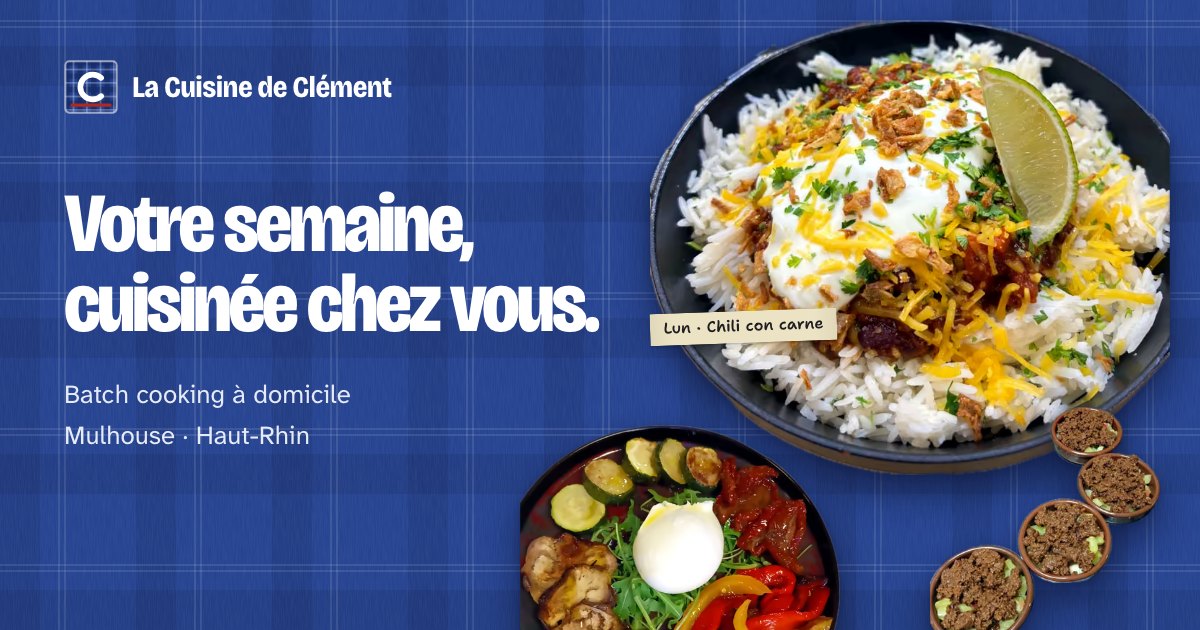 C
La Cuisine de Clément
Votre semaine,
cuisinée chez vous.
Batch cooking à domicile
Mulhouse · Haut-Rhin
Lun · Chili con carne